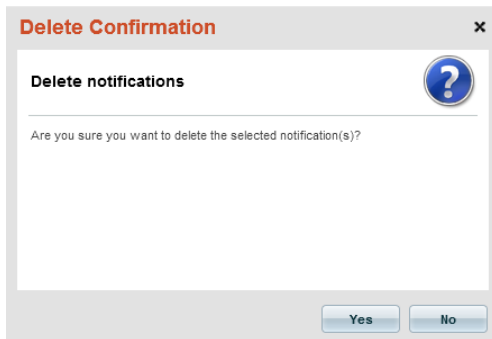 Delete Confirmation
Delete notifications
Are you sure you want to delete the selected notification(s)?
Yes No